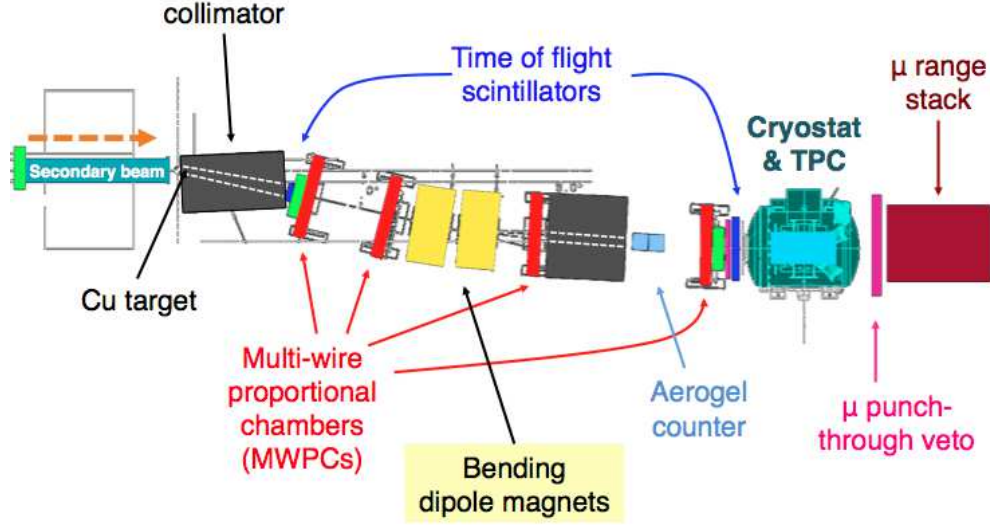 collimator
Time of flight
scintillators
μ range
stack
Cryostat
& TPC
Secondary beam
Cu target
Multi-wire
proportional
chambers
(MWPCs)
Bending
dipole magnets
Aerogel
counter
μ punch-
through veto